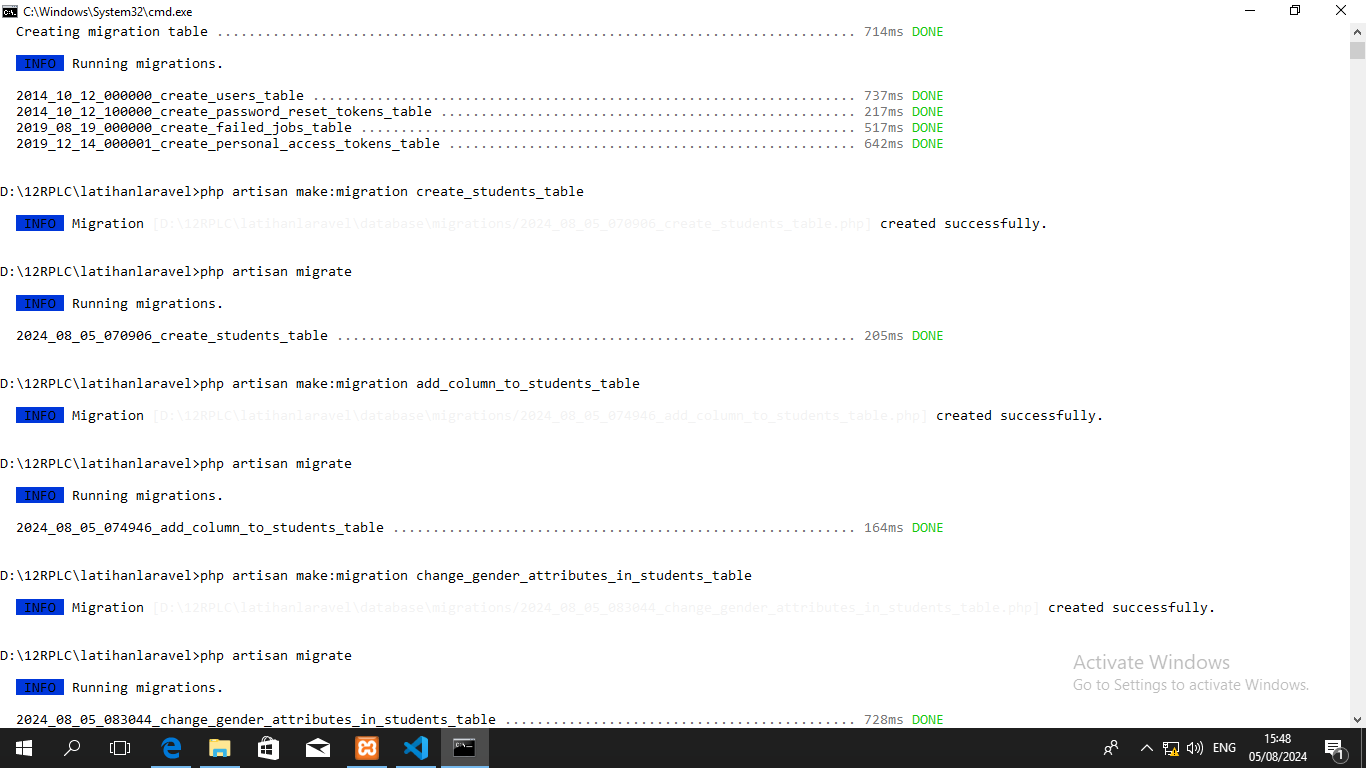 C:\Windows\System32\cmd.exe
Creating migration table ................................................................................ 714ms DONE
INFO Running migrations.
2014_10_12_000000_create_users_table .................................................................... 737ms DONE
2014_10_12_100000_create_password_reset_tokens_table .................................................... 217ms DONE
2019_08_19_000000_create_failed_jobs_table .............................................................. 517ms DONE
2019_12_14_000001_create_personal_access_tokens_table ................................................... 642ms DONE
D:\12RPLC\latihanlaravel>php artisan make:migration create_students_table
INFO Migration [D:\12RPLC\latihanlaravel\database\migrations/2024_08_05_070906_create_students_table.php] created successfully.
D:\12RPLC\latihanlaravel>php artisan migrate
INFO Running migrations.
2024_08_05_070906_create_students_table ................................................................. 205ms DONE
D:\12RPLC\latihanlaravel>php artisan make:migration add_column_to_students_table
INFO Migration [D:\12RPLC\latihanlaravel\database\migrations/2024_08_05_074946_add_column_to_students_table.php] created successfully.
D:\12RPLC\latihanlaravel>php artisan migrate
INFO Running migrations.
2024_08_05_074946_add_column_to_students_table .......................................................... 164ms DONE
D:\12RPLC\latihanlaravel>php artisan make:migration change_gender_attributes_in_students_table
INFO Migration [D:\12RPLC\latihanlaravel\database\migrations/2024_08_05_083044_change_gender_attributes_in_students_table.php] created successfully.
D:\12RPLC\latihanlaravel>php artisan migrate
INFO Running migrations.
2024_08_05_083044_change_gender_attributes_in_students_table ............................................ 728ms DONE
Activate Windows
Go to Settings to activate Windows.
ENG
15:48
05/08/2024
1